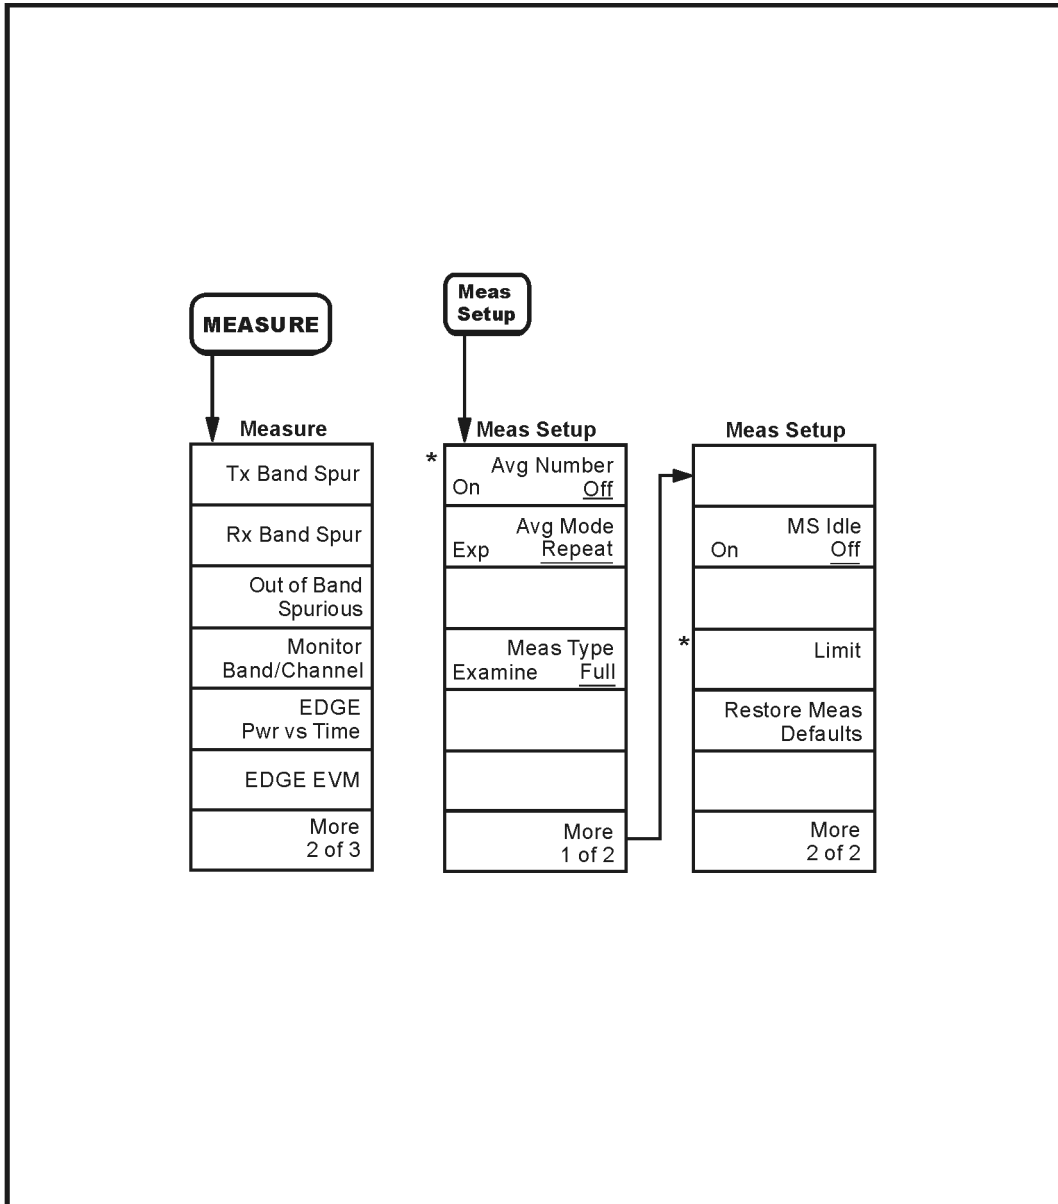 MEASURE
Measure
Tx Band Spur
Rx Band Spur
Out of Band
Spurious
Monitor
Band/Channel
EDGE
Pwr vs Time
EDGE EVM
More
2 of 3
Meas
Setup
Meas Setup
* Avg Number
On Off
Avg Mode
Exp Repeat
Meas Type
Examine Full
More
1 of 2
Meas Setup
MS Idle
On Off
* Limit
Restore Meas
Defaults
More
2 of 2